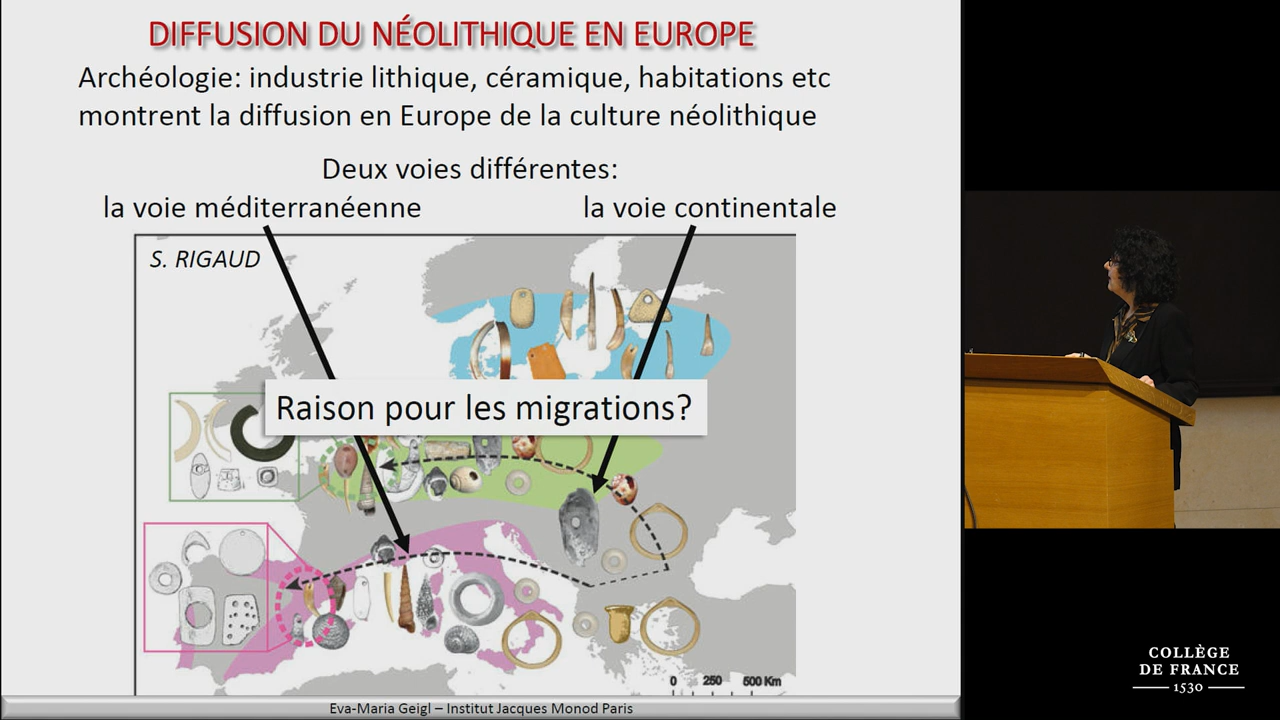 DIFFUSION DU NÉOLITHIQUE EN EUROPE
Archéologie: industrie lithique, céramique, habitations etc
montrent la diffusion en Europe de la culture néolithique
Deux voies différentes:
la voie méditerranéenne
la voie continentale
S. RIGAUD
Raison pour les migrations?
0 250 500 Km
Eva-Maria Geigl – Institut Jacques Monod Paris
COLLÈGE
DE FRANCE
1530